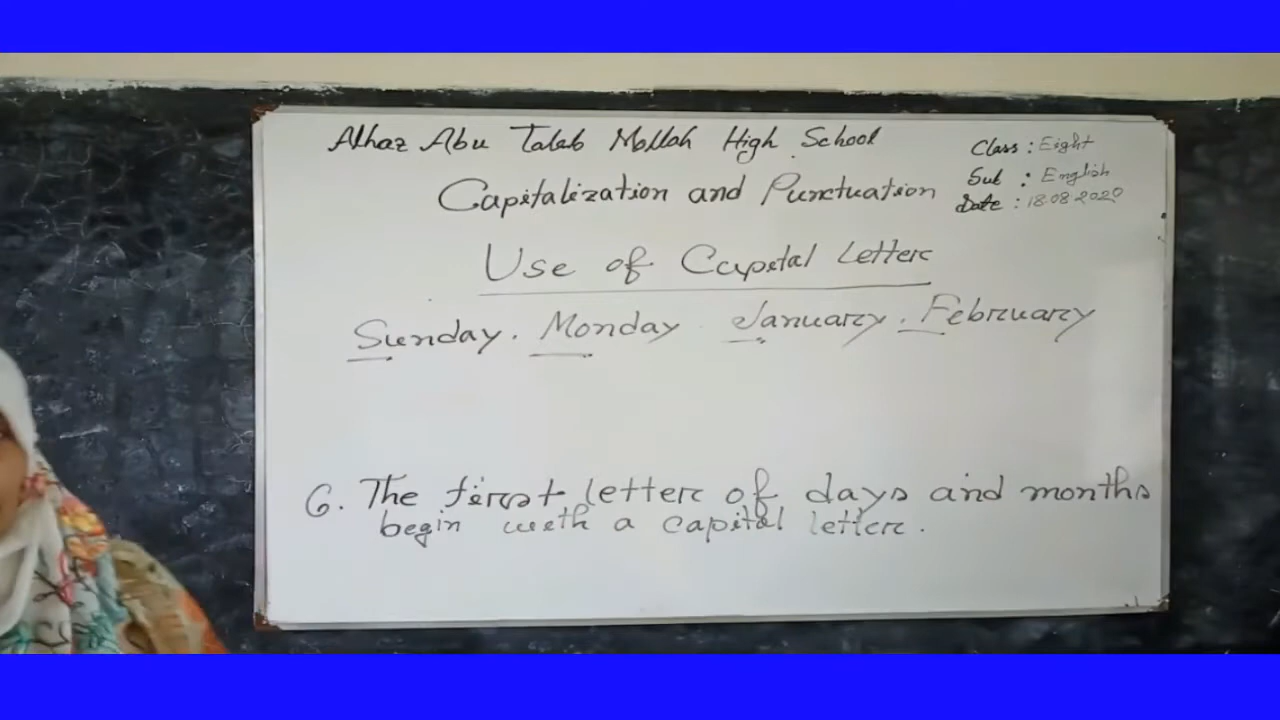 Alhaz Abu Taleb Mollah High School
Capitalization and Punctuation
Class : Eight
Sub : English
Date : 18.08.2020
Use of Capital Letter
Sunday. Monday. January. February
6. The first letter of days and months
begin with a capital letter.